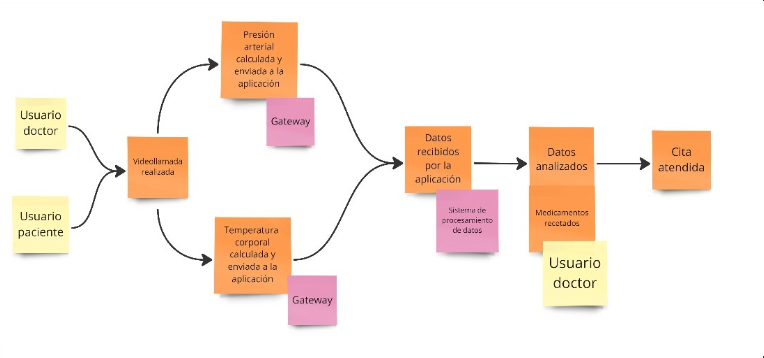 Usuario
doctor
Usuario
paciente
Videollamada
realizada
Presión
arterial
calculada y
enviada a la
aplicación
Gateway
Temperatura
corporal
calculada y
enviada a la
aplicación
Gateway
Datos
recibidos
por la
aplicación
Sistema de
procesamiento
de datos
Datos
analizados
Medicamentos
recetados
Usuario
doctor
Cita
atendida